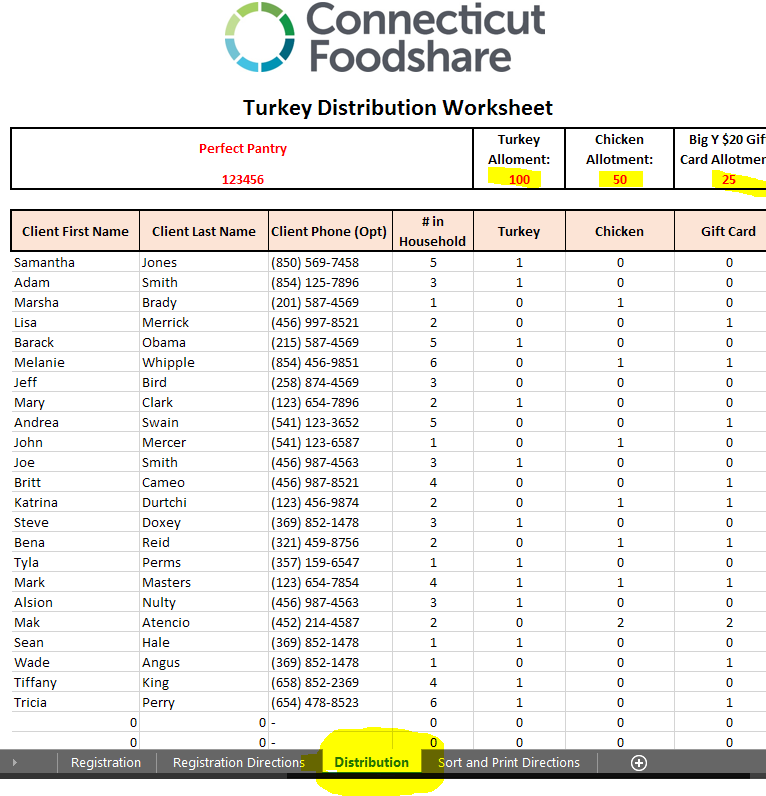 Connecticut
Foodshare
Turkey Distribution Worksheet
Perfect Pantry
123456
Turkey
Alloment:
100
Chicken
Allotment:
50
Big Y $20 Gif
Card Allotmer
25
Client First Name Client Last Name Client Phone (Opt) # in Household Turkey Chicken Gift Card
Samantha Jones (850) 569-7458 5 1 0 0
Adam Smith (854) 125-7896 3 1 0 0
Marsha Brady (201) 587-4569 1 0 1 0
Lisa Merrick (456) 997-8521 2 0 0 1
Barack Obama (215) 587-4569 5 1 0 0
Melanie Whipple (854) 456-9851 6 0 1 1
Jeff Bird (258) 874-4569 3 0 0 0
Mary Clark (123) 654-7896 2 1 0 0
Andrea Swain (541) 123-3652 5 0 0 1
John Mercer (541) 123-6587 1 0 1 0
Joe Smith (456) 987-4563 3 1 0 0
Britt Cameo (456) 987-8521 4 0 0 1
Katrina Durtchi (123) 456-9874 2 0 1 1
Steve Doxey (369) 852-1478 3 1 0 0
Bena Reid (321) 459-8756 2 0 1 1
Tyla Perms (357) 159-6547 1 1 0 0
Mark Masters (123) 654-7854 4 1 1 1
Alsion Nulty (456) 987-4563 3 1 0 0
Mak Atencio (452) 214-4587 2 0 2 2
Sean Hale (369) 852-1478 1 1 0 0
Wade Angus (369) 852-1478 1 0 0 1
Tiffany King (658) 852-2369 4 1 0 0
Tricia Perry (654) 478-8523 6 1 0 1
0 0 - 0 0 0 0
0 0 - 0 0 0 0
Registration Registration Directions Distribution Sort and Print Directions